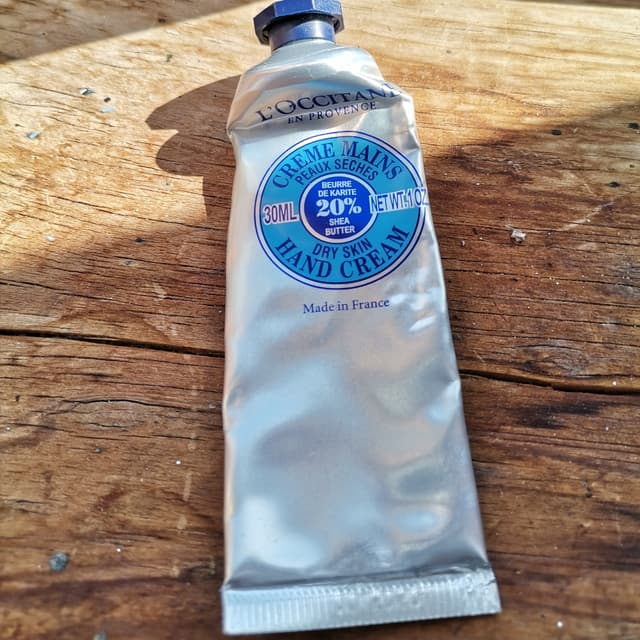 L'OCCITANE
EN PROVENCE
CREME MAINS
PEAUX SECHES
BEURRE
DE KARITE
30ML
20%
NET WT-1 OZ
SHEA
BUTTER
DRY SKIN
HAND CREAM
Made in France